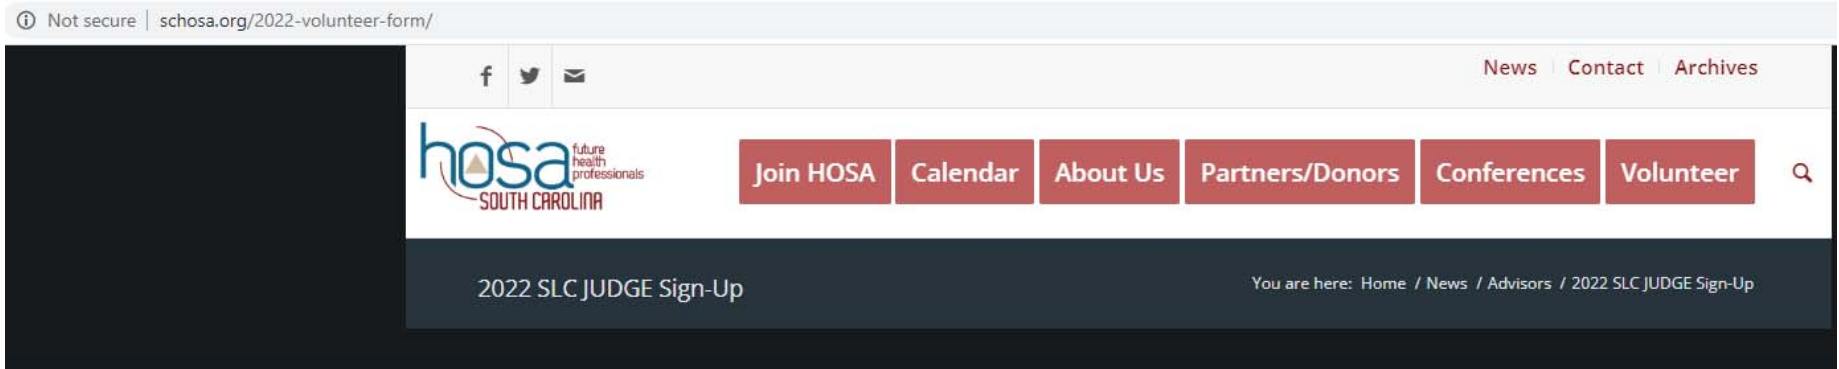 Not secure | schosa.org/2022-volunteer-form/
News Contact Archives
hosa future health professionals
SOUTH CAROLINA
Join HOSA Calendar About Us Partners/Donors Conferences Volunteer
2022 SLC JUDGE Sign-Up
You are here: Home / News / Advisors / 2022 SLC JUDGE Sign-Up